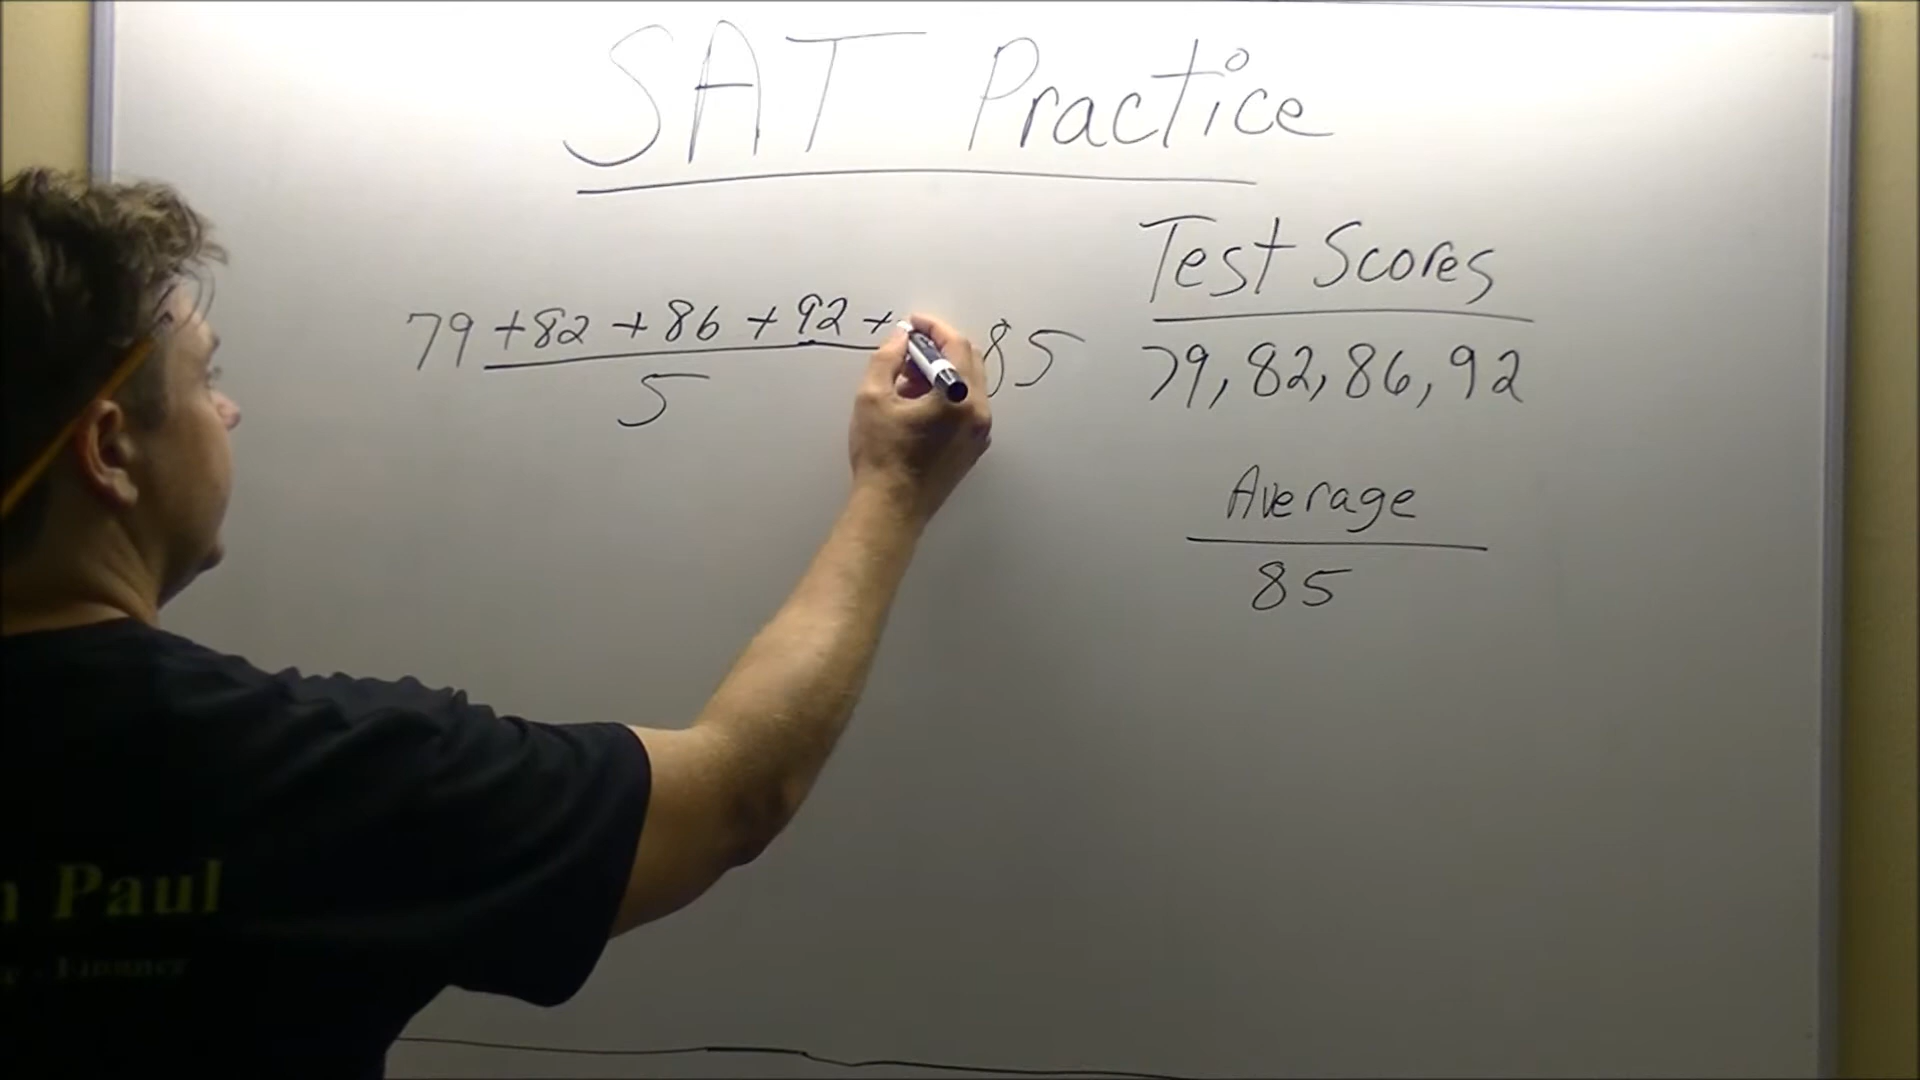 SAT Practice
Test Scores
79 + 82 + 86 + 92 +
85
5
79, 82, 86, 92
Average
85
Paul